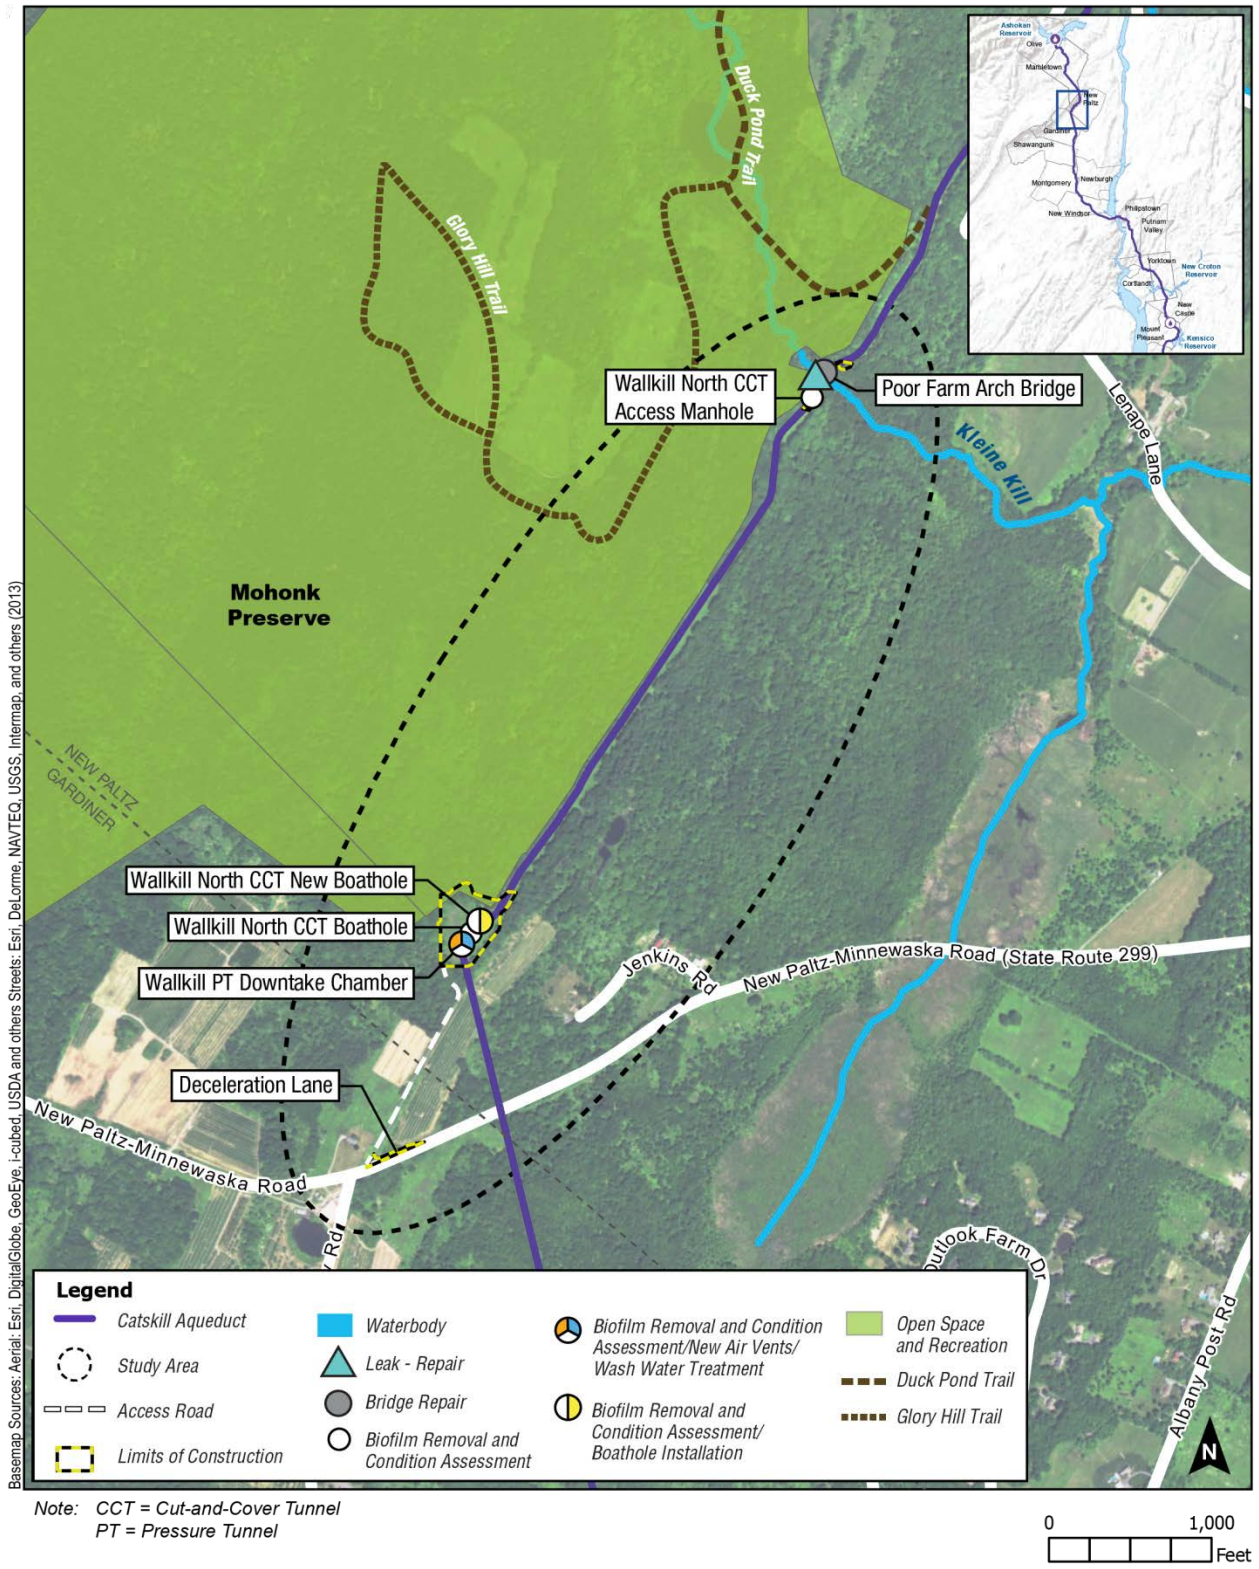 Ashokan
Reservoir
Olive
Marbletown
New
Paltz
Gardiner
Shawangunk
Montgomery
Newburgh
New Windsor
Philipstown
Putnam
Valley
Yorktown
New Croton
Reservoir
Cortlandt
New
Castle
Mount
Pleasant
Kensico
Reservoir
Duck Pond Trail
Glory Hill Trail
Wallkill North CCT
Access Manhole
Poor Farm Arch Bridge
Lenape Lane
Kleine Kill
Mohonk
Preserve
NEW PALTZ
GARDINER
Wallkill North CCT New Boathole
Wallkill North CCT Boathole
Wallkill PT Downtake Chamber
Jenkins Rd
New Paltz-Minnewaska Road (State Route 299)
Deceleration Lane
New Paltz-Minnewaska Road
Rd
Outlook Farm Dr
Albany Post Rd
Legend
Catskill Aqueduct
Study Area
Access Road
Limits of Construction
Waterbody
Leak - Repair
Bridge Repair
Biofilm Removal and
Condition Assessment
Biofilm Removal and Condition
Assessment/New Air Vents/
Wash Water Treatment
Biofilm Removal and
Condition Assessment/
Boathole Installation
Open Space
and Recreation
Duck Pond Trail
Glory Hill Trail
N
Basemap Sources: Aerial: Esri, DigitalGlobe, GeoEye, i-cubed, USDA and others Streets: Esri, DeLorme, NAVTEQ, USGS, Intermap, and others (2013)
Note: CCT = Cut-and-Cover Tunnel
PT = Pressure Tunnel
0 1,000
Feet